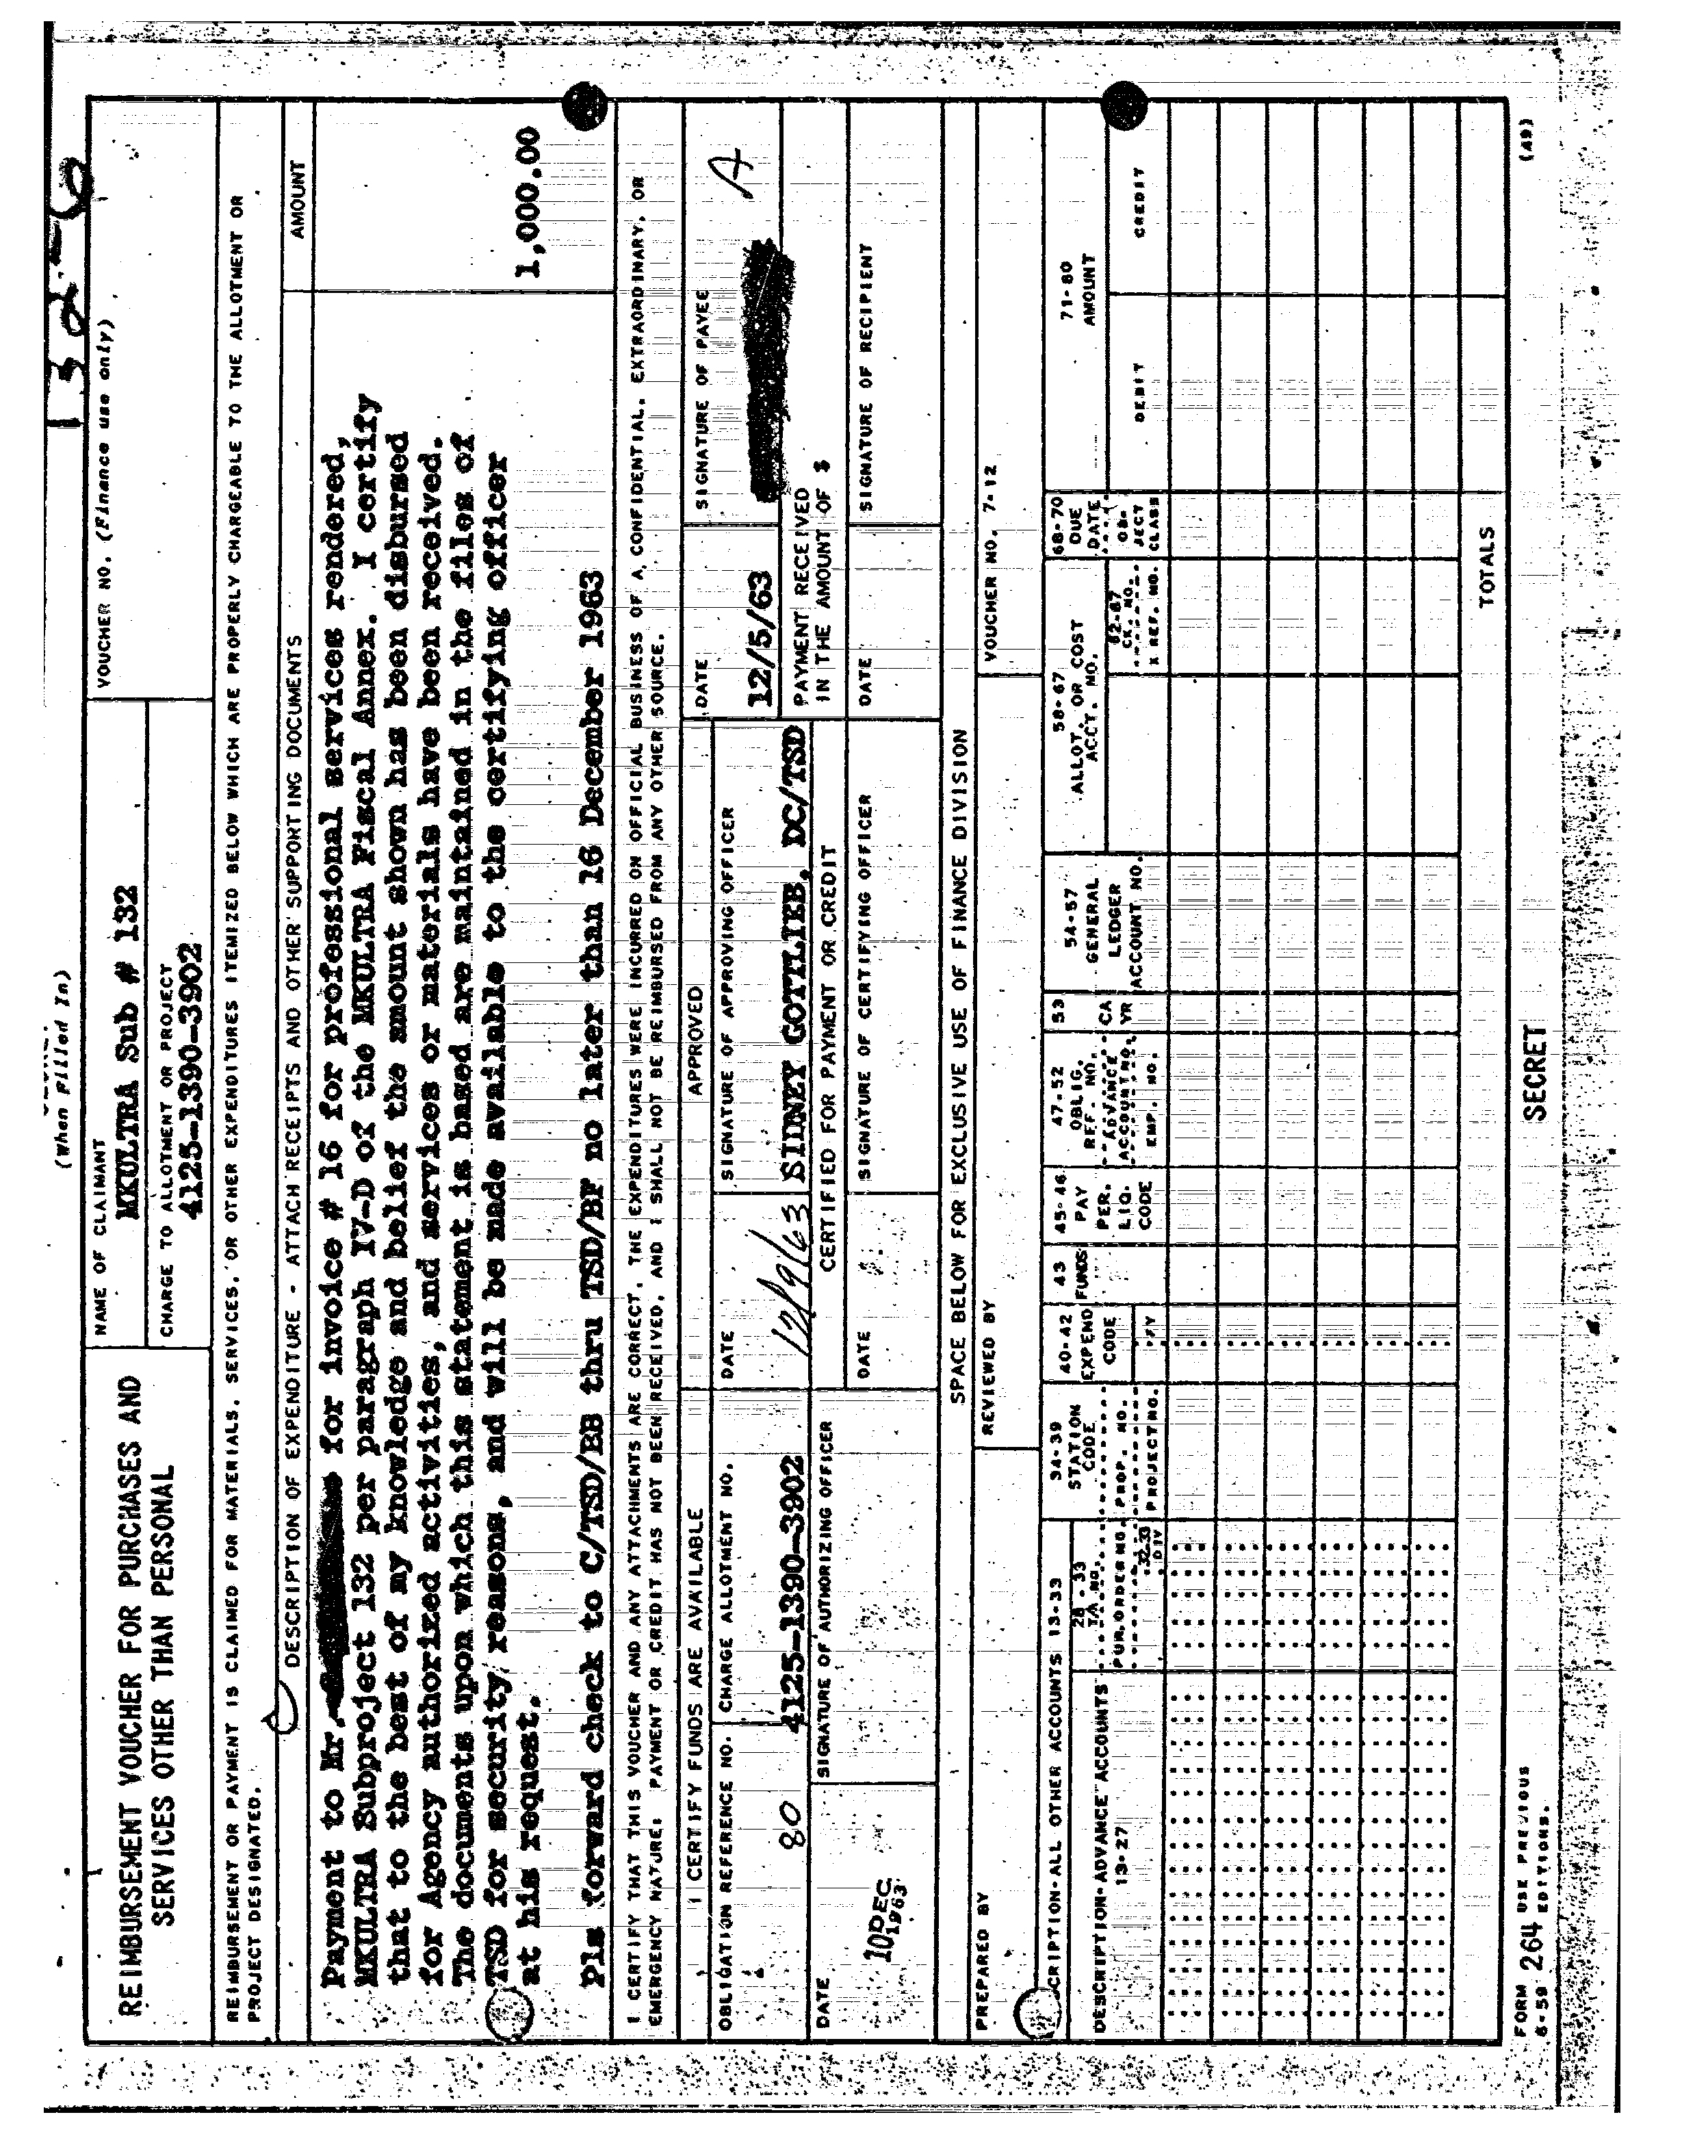 132-6
(When Filled In)
REIMBURSEMENT VOUCHER FOR PURCHASES AND
SERVICES OTHER THAN PERSONAL
NAME OF CLAIMANT
MKULTRA Sub # 132
VOUCHER NO. (Finance use only)
CHARGE TO ALLOTMENT OR PROJECT
4125-1390-3902
REIMBURSEMENT OR PAYMENT IS CLAIMED FOR MATERIALS, SERVICES, OR OTHER EXPENDITURES ITEMIZED BELOW WHICH ARE PROPERLY CHARGEABLE TO THE ALLOTMENT OR
PROJECT DESIGNATED.
DESCRIPTION OF EXPENDITURE - ATTACH RECEIPTS AND OTHER SUPPORTING DOCUMENTS
AMOUNT
Payment to Mr. for invoice # 16 for professional services rendered,
MKULTRA Subproject 132 per paragraph IV-D of the MKULTRA Fiscal Annex. I certify
that to the best of my knowledge and belief the amount shown has been disbursed
for Agency authorized activities, and services or materials have been received.
The documents upon which this statement is based are maintained in the files of
TSD for security reasons, and will be made available to the certifying officer
at his request.
1,000.00
Pls forward check to C/TSD/BB thru TSD/BF no later than 16 December 1963
I CERTIFY THAT THIS VOUCHER AND ANY ATTACHMENTS ARE CORRECT, THE EXPENDITURES WERE INCURRED ON OFFICIAL BUSINESS OF A CONFIDENTIAL, EXTRAORDINARY, OR
EMERGENCY NATURE; PAYMENT OR CREDIT HAS NOT BEEN RECEIVED, AND I SHALL NOT BE REIMBURSED FROM ANY OTHER SOURCE.
I CERTIFY FUNDS ARE AVAILABLE
APPROVED
DATE
12/5/63
SIGNATURE OF PAYEE
A
OBLIGATION REFERENCE NO.
80
CHARGE ALLOTMENT NO.
4125-1390-3902
DATE
12/9/63
SIGNATURE OF APPROVING OFFICER
SIDNEY GOTTLIEB, DC/TSD
PAYMENT RECEIVED
IN THE AMOUNT OF $
DATE
10 DEC 1963
SIGNATURE OF AUTHORIZING OFFICER
CERTIFIED FOR PAYMENT OR CREDIT
DATE
SIGNATURE OF CERTIFYING OFFICER
DATE
SIGNATURE OF RECIPIENT
SPACE BELOW FOR EXCLUSIVE USE OF FINANCE DIVISION
PREPARED BY
REVIEWED BY
VOUCHER NO. 7-12
CRIPTION-ALL OTHER ACCOUNTS 13-33
DESCRIPTION-ADVANCE ACCOUNTS
13-27
28-33
TA NO.
PUR.ORDER NO.
32-33
DIV
34-39
STATION
CODE
PROP. NO.
PROJECT NO.
40-42
EXPEND
CODE
43
FUNDS
45-46
PAY
PER.
LIQ.
CODE
47-52
OBLIG.
REF. NO.
ADVANCE
ACCOUNT NO.
EMP. NO.
53
CA
YR
54-57
GENERAL
LEDGER
ACCOUNT NO.
58-67
ALLOT. OR COST
ACCT. NO.
62-67
CK. NO.
X REF. NO.
68-70
DUE
DATE
OB-
JECT
CLASS
71-80
AMOUNT
DEBIT
CREDIT
TOTALS
FORM 264 USE PREVIOUS
6-59 EDITIONS.
SECRET
(49)